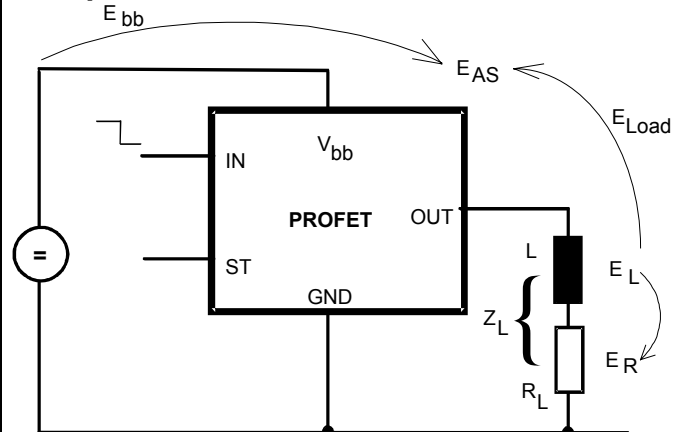 E bb
E AS
E Load
IN
V bb
PROFET
OUT
ST
GND
=
L
E L
Z L
{
E R
R L